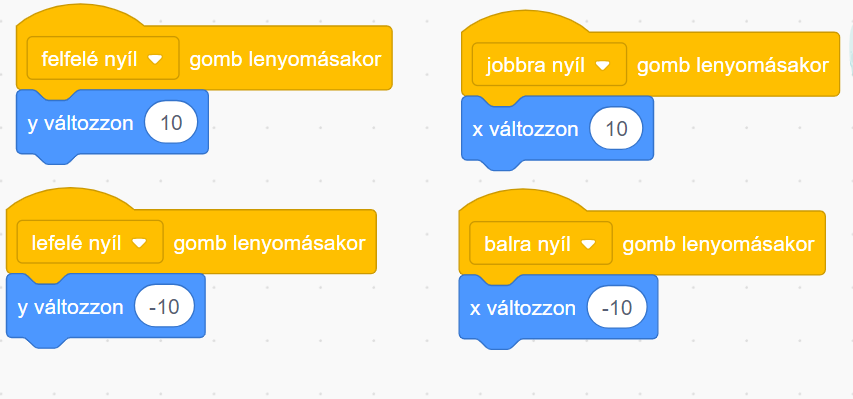 felfelé nyíl gomb lenyomásakor
y változzon 10
jobbra nyíl gomb lenyomásakor
x változzon 10
lefelé nyíl gomb lenyomásakor
y változzon -10
balra nyíl gomb lenyomásakor
x változzon -10